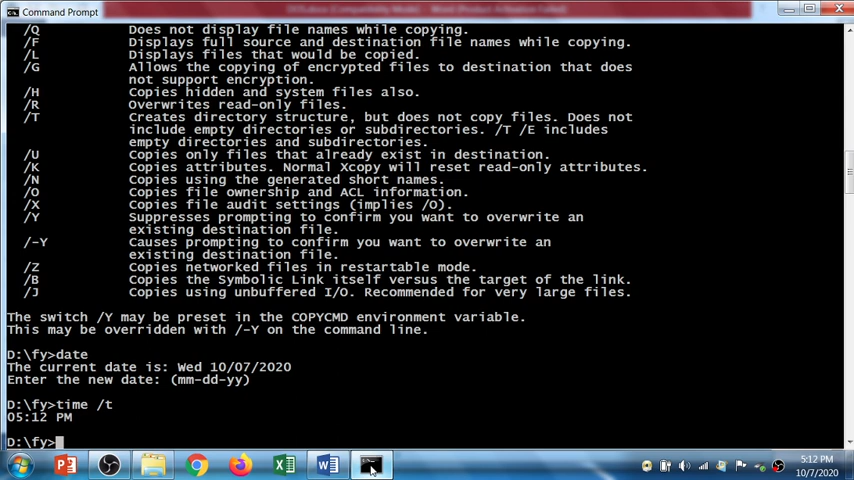 Command Prompt
/Q Does not display file names while copying.
/F Displays full source and destination file names while copying.
/L Displays files that would be copied.
/G Allows the copying of encrypted files to destination that does
not support encryption.
/H Copies hidden and system files also.
/R Overwrites read-only files.
/T Creates directory structure, but does not copy files. Does not
include empty directories or subdirectories. /T /E includes
empty directories and subdirectories.
/U Copies only files that already exist in destination.
/K Copies attributes. Normal Xcopy will reset read-only attributes.
/N Copies using the generated short names.
/O Copies file ownership and ACL information.
/X Copies file audit settings (implies /O).
/Y Suppresses prompting to confirm you want to overwrite an
existing destination file.
/-Y Causes prompting to confirm you want to overwrite an
existing destination file.
/Z Copies networked files in restartable mode.
/B Copies the Symbolic Link itself versus the target of the link.
/J Copies using unbuffered I/O. Recommended for very large files.
The switch /Y may be preset in the COPYCMD environment variable.
This may be overridden with /-Y on the command line.
D:\fy>date
The current date is: Wed 10/07/2020
Enter the new date: (mm-dd-yy)
D:\fy>time /t
05:12 PM
D:\fy>
5:12 PM
10/7/2020